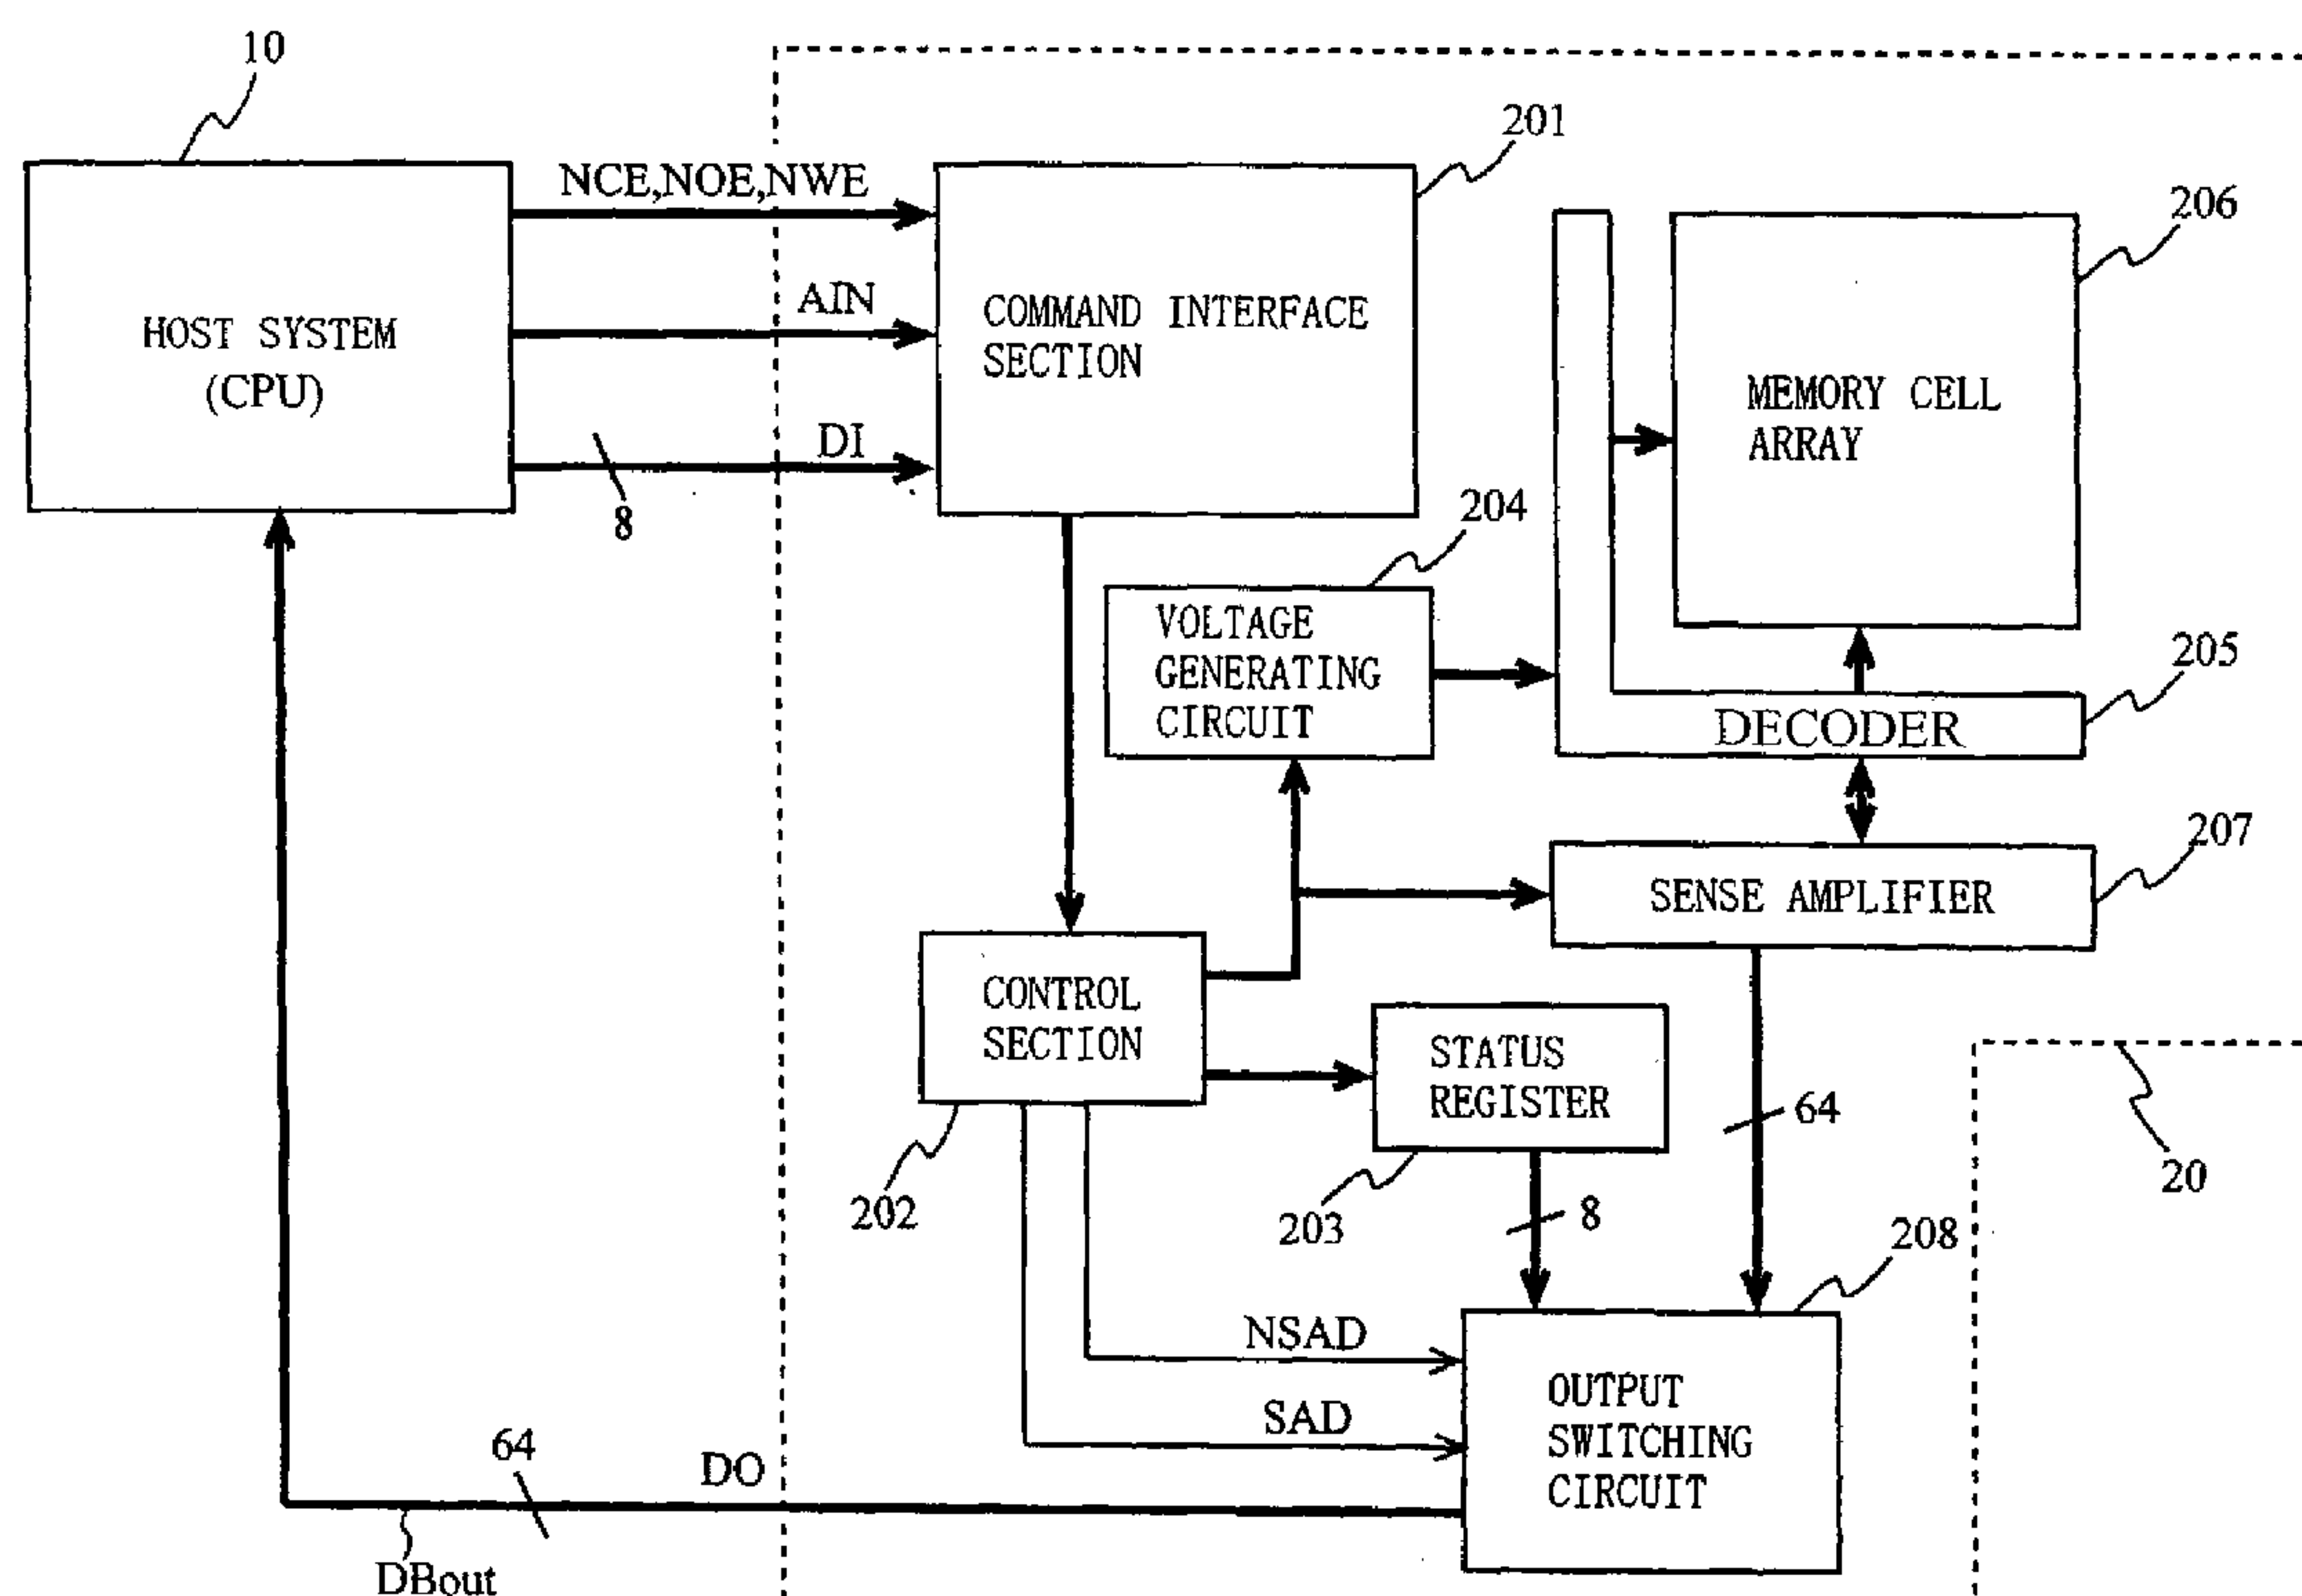 10
201
NCE,NOE,NWE
206
AIN
HOST SYSTEM
(CPU)
COMMAND INTERFACE
SECTION
MEMORY CELL
ARRAY
DI
8
204
VOLTAGE
GENERATING
CIRCUIT
205
DECODER
207
SENSE AMPLIFIER
CONTROL
SECTION
STATUS
REGISTER
64
20
202
203
8
208
NSAD
OUTPUT
SWITCHING
CIRCUIT
SAD
64
DO
DBout